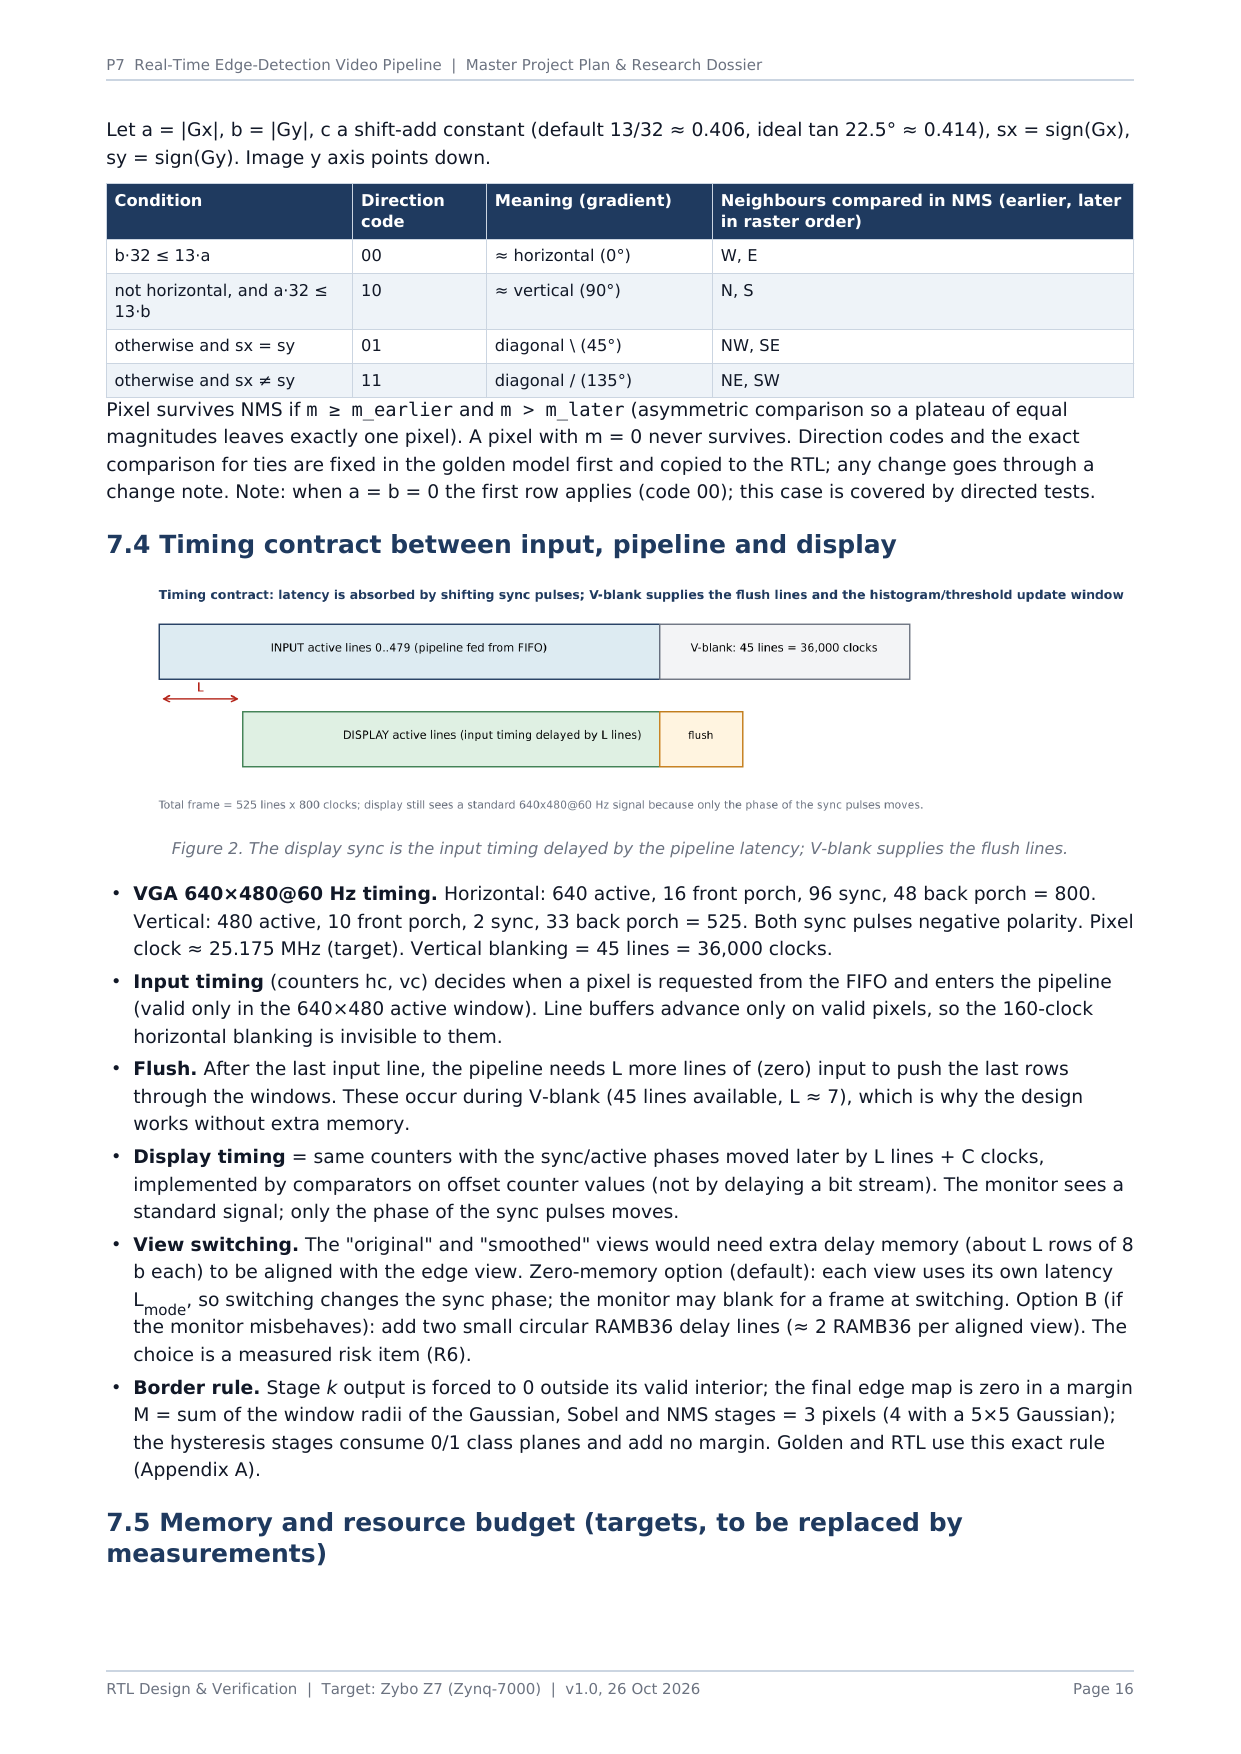 P7 Real-Time Edge-Detection Video Pipeline | Master Project Plan & Research Dossier
Let a = |Gx|, b = |Gy|, c a shift-add constant (default 13/32 ≈ 0.406, ideal tan 22.5° ≈ 0.414), sx = sign(Gx),
sy = sign(Gy). Image y axis points down.
Condition | Direction code | Meaning (gradient) | Neighbours compared in NMS (earlier, later in raster order)
b·32 ≤ 13·a | 00 | ≈ horizontal (0°) | W, E
not horizontal, and a·32 ≤ 13·b | 10 | ≈ vertical (90°) | N, S
otherwise and sx = sy | 01 | diagonal \ (45°) | NW, SE
otherwise and sx ≠ sy | 11 | diagonal / (135°) | NE, SW
Pixel survives NMS if m ≥ m_earlier and m > m_later (asymmetric comparison so a plateau of equal
magnitudes leaves exactly one pixel). A pixel with m = 0 never survives. Direction codes and the exact
comparison for ties are fixed in the golden model first and copied to the RTL; any change goes through a
change note. Note: when a = b = 0 the first row applies (code 00); this case is covered by directed tests.
7.4 Timing contract between input, pipeline and display
Timing contract: latency is absorbed by shifting sync pulses; V-blank supplies the flush lines and the histogram/threshold update window
INPUT active lines 0..479 (pipeline fed from FIFO)
V-blank: 45 lines = 36,000 clocks
L
DISPLAY active lines (input timing delayed by L lines)
flush
Total frame = 525 lines x 800 clocks; display still sees a standard 640x480@60 Hz signal because only the phase of the sync pulses moves.
Figure 2. The display sync is the input timing delayed by the pipeline latency; V-blank supplies the flush lines.
• VGA 640×480@60 Hz timing. Horizontal: 640 active, 16 front porch, 96 sync, 48 back porch = 800.
Vertical: 480 active, 10 front porch, 2 sync, 33 back porch = 525. Both sync pulses negative polarity. Pixel
clock ≈ 25.175 MHz (target). Vertical blanking = 45 lines = 36,000 clocks.
• Input timing (counters hc, vc) decides when a pixel is requested from the FIFO and enters the pipeline
(valid only in the 640×480 active window). Line buffers advance only on valid pixels, so the 160-clock
horizontal blanking is invisible to them.
• Flush. After the last input line, the pipeline needs L more lines of (zero) input to push the last rows
through the windows. These occur during V-blank (45 lines available, L ≈ 7), which is why the design
works without extra memory.
• Display timing = same counters with the sync/active phases moved later by L lines + C clocks,
implemented by comparators on offset counter values (not by delaying a bit stream). The monitor sees a
standard signal; only the phase of the sync pulses moves.
• View switching. The "original" and "smoothed" views would need extra delay memory (about L rows of 8
b each) to be aligned with the edge view. Zero-memory option (default): each view uses its own latency
Lmode, so switching changes the sync phase; the monitor may blank for a frame at switching. Option B (if
the monitor misbehaves): add two small circular RAMB36 delay lines (≈ 2 RAMB36 per aligned view). The
choice is a measured risk item (R6).
• Border rule. Stage k output is forced to 0 outside its valid interior; the final edge map is zero in a margin
M = sum of the window radii of the Gaussian, Sobel and NMS stages = 3 pixels (4 with a 5×5 Gaussian);
the hysteresis stages consume 0/1 class planes and add no margin. Golden and RTL use this exact rule
(Appendix A).
7.5 Memory and resource budget (targets, to be replaced by
measurements)
RTL Design & Verification | Target: Zybo Z7 (Zynq-7000) | v1.0, 26 Oct 2026
Page 16